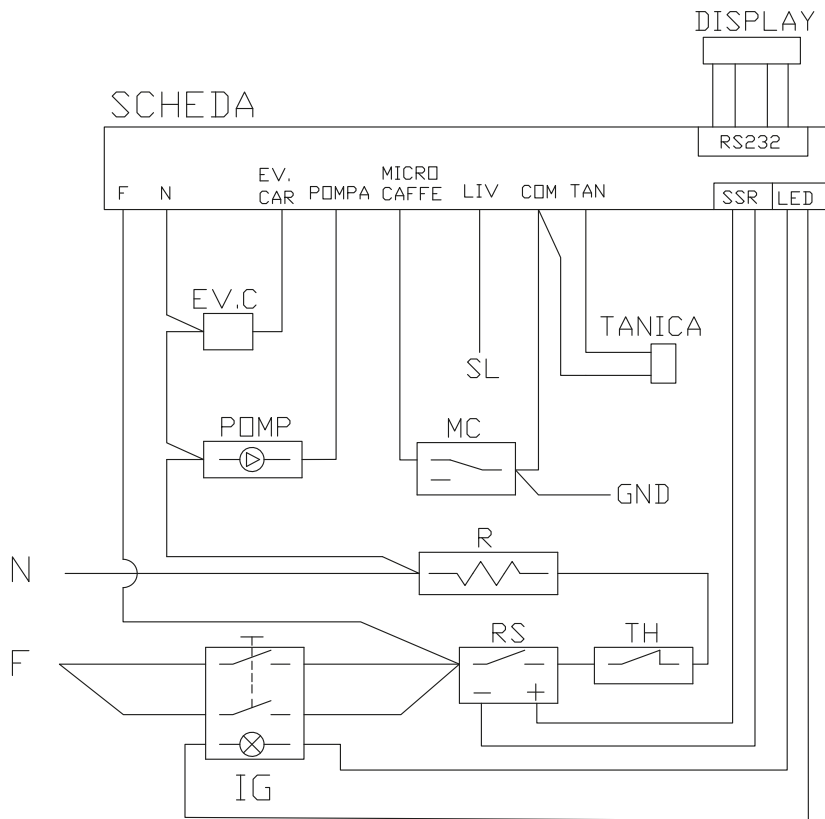 DISPLAY
SCHEDA
RS232
F
N
EV.
CAR
POMPA
MICRO
CAFFE
LIV
COM
TAN
SSR
LED
EV.C
TANICA
SL
POMP
MC
GND
R
N
RS
TH
F
IG